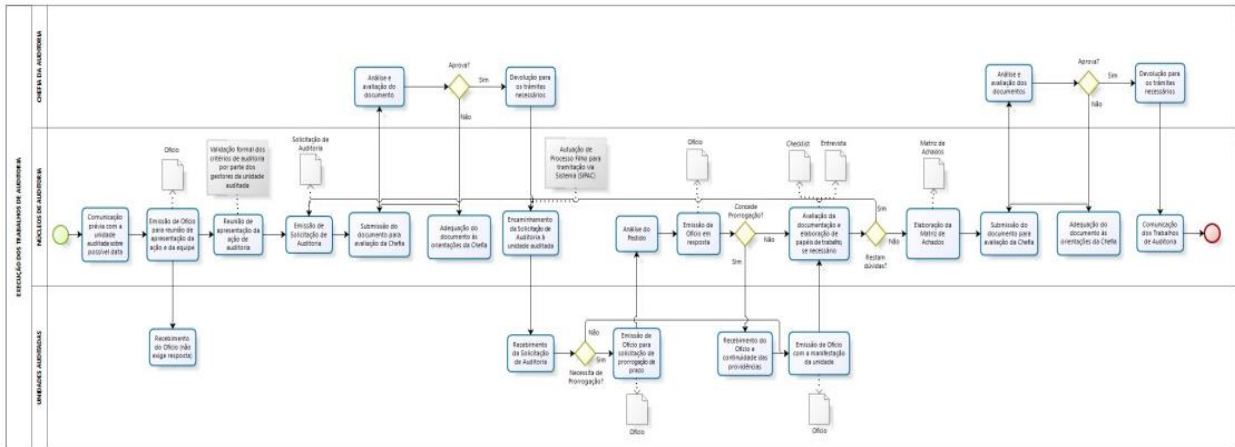 EXECUÇÃO DOS TRABALHOS DE AUDITORIA
CHEFIA DA AUDITORIA
Análise e
avaliação do
documento
Aprova?
Sim
Não
Devolução para
os trâmites
necessários
Análise e
avaliação dos
documentos
Aprova?
Sim
Não
Devolução para
os trâmites
necessários
NÚCLEOS DE AUDITORIA
Comunicação
prévia com a
unidade
auditada sobre
possível data
Ofício
Emissão de Ofício
para reunião de
apresentação da
ação e da equipe
Validação formal dos
critérios de auditoria
por parte dos
gestores da unidade
auditada
Reunião de
apresentação da
ação de
auditoria
Solicitação de
Auditoria
Emissão de
Solicitação de
Auditoria
Submissão do
documento para
avaliação da Chefia
Adequação do
documento às
orientações da Chefia
Autuação de
Processo Filho para
tramitação via
Sistema (SIPAC)
Encaminhamento
da Solicitação de
Auditoria à
unidade auditada
Análise do
Pedido
Ofício
Emissão de
Ofício em
resposta
Concede
Prorrogação?
Não
Sim
Checklist
Entrevista
Avaliação da
documentação e
elaboração de
papéis de trabalho,
se necessário
Sim
Não
Restam
dúvidas?
Matriz de
Achados
Elaboração da
Matriz de
Achados
Submissão do
documento para
avaliação da Chefia
Adequação do
documento às
orientações da Chefia
Comunicação
dos Trabalhos
de Auditoria
UNIDADES AUDITADAS
Recebimento
do Ofício (não
exige resposta)
Recebimento
da Solicitação
de Auditoria
Não
Sim
Necessita de
Prorrogação?
Emissão de
Ofício para
solicitação de
prorrogação de
prazo
Ofício
Recebimento do
Ofício e
continuidade das
providências
Emissão de Ofício
com a manifestação
da unidade
Ofício